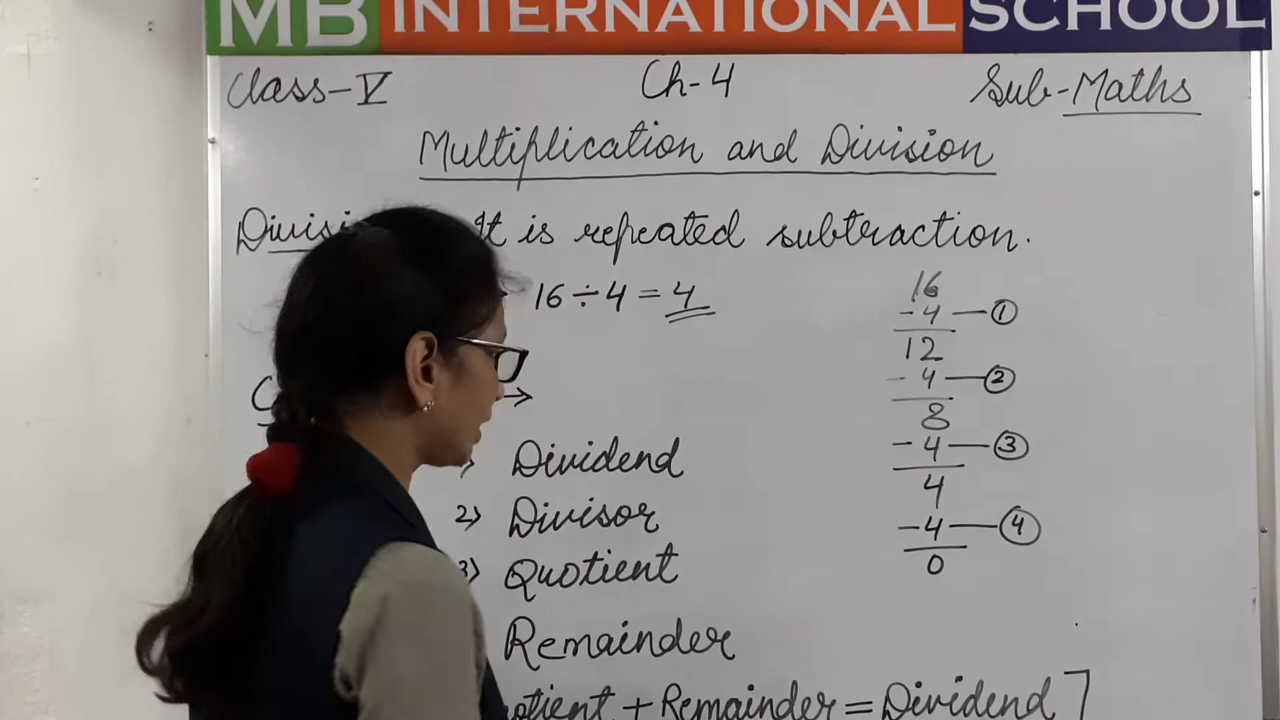 MB INTERNATIONAL SCHOOL
Class-V Ch-4 Sub-Maths
Multiplication and Division
It is repeated subtraction.
16 ÷ 4 = 4
→
2) Divisor
3) Quotient
Dividend
Remainder
+ Remainder = Dividend ]
16
-4 — ①
12
-4 — ②
8
-4 — ③
4
-4 — ④
0